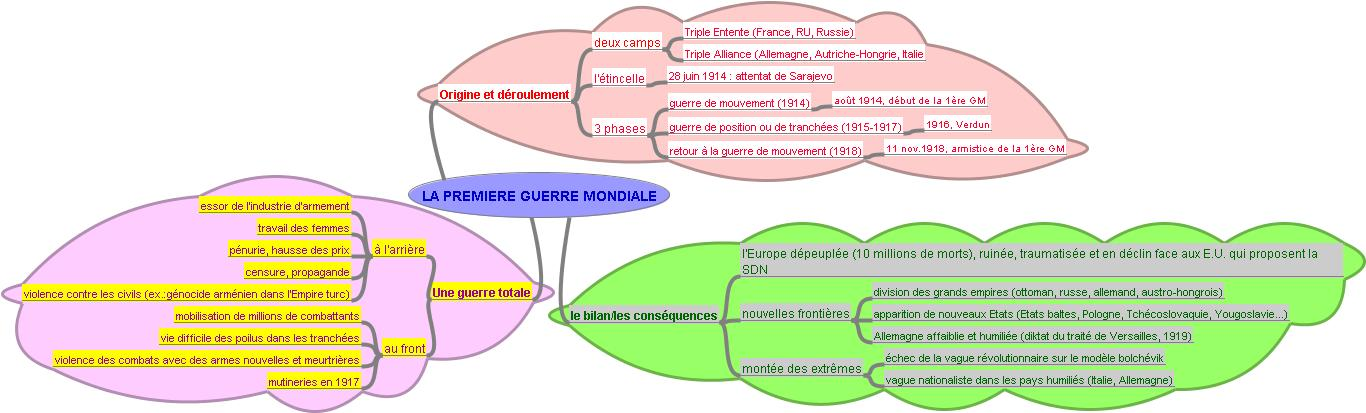 LA PREMIERE GUERRE MONDIALE
Origine et déroulement
deux camps
Triple Entente (France, RU, Russie)
Triple Alliance (Allemagne, Autriche-Hongrie, Italie
l'étincelle
28 juin 1914 : attentat de Sarajevo
3 phases
guerre de mouvement (1914)
août 1914, début de la 1ère GM
guerre de position ou de tranchées (1915-1917)
1916, Verdun
retour à la guerre de mouvement (1918)
11 nov.1918, armistice de la 1ère GM
Une guerre totale
à l'arrière
essor de l'industrie d'armement
travail des femmes
pénurie, hausse des prix
censure, propagande
violence contre les civils (ex.:génocide arménien dans l'Empire turc)
au front
mobilisation de millions de combattants
vie difficile des poilus dans les tranchées
violence des combats avec des armes nouvelles et meurtrières
mutineries en 1917
le bilan/les conséquences
l'Europe dépeuplée (10 millions de morts), ruinée, traumatisée et en déclin face aux E.U. qui proposent la
SDN
nouvelles frontières
division des grands empires (ottoman, russe, allemand, austro-hongrois)
apparition de nouveaux Etats (Etats baltes, Pologne, Tchécoslovaquie, Yougoslavie...)
Allemagne affaiblie et humiliée (diktat du traité de Versailles, 1919)
montée des extrêmes
échec de la vague révolutionnaire sur le modèle bolchévik
vague nationaliste dans les pays humiliés (Italie, Allemagne)